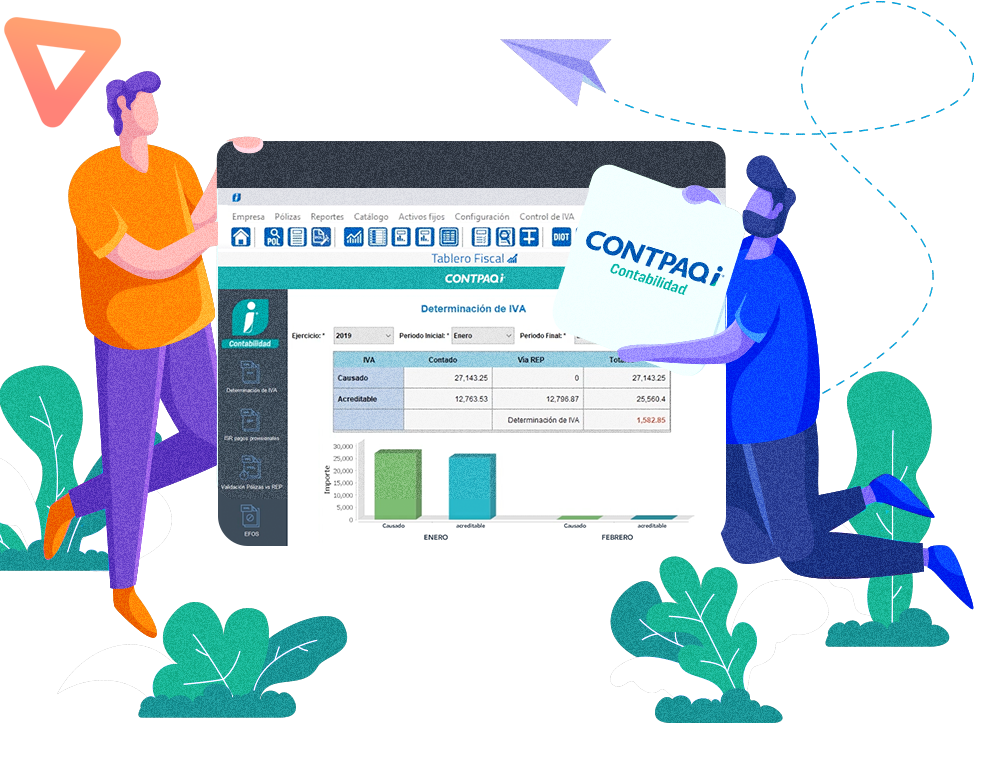 Empresa Pólizas Reportes Catálogo Activos fijos Configuración Control de IVA
POL DIOT
Tablero Fiscal
CONTPAQi
CONTPAQi
Contabilidad
Contabilidad
Determinación de IVA
Ejercicio: * 2019 Periodo Inicial: * Enero Periodo Final: *
IVA Contado Via REP
Causado 27,143.25 0 27,143.25
Acreditable 12,763.53 12,796.87 25,560.4
Determinación de IVA 1,582.85
Determinación de IVA
ISR pagos provisionales
Validación Pólizas vs REP
EFOS
Importe
30,000
25,000
20,000
15,000
10,000
5,000
0
Causado acreditable Causado acreditable
ENERO FEBRERO